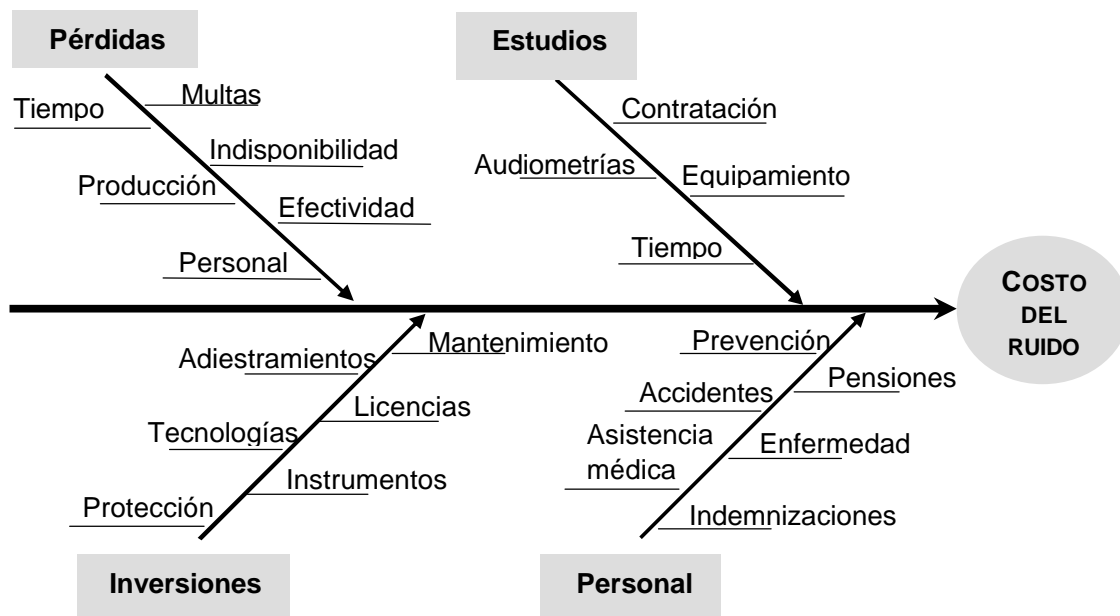 Pérdidas
Estudios
Multas
Tiempo
Contratación
Indisponibilidad
Audiometrías
Equipamiento
Producción
Efectividad
Tiempo
Personal
COSTO
DEL
RUIDO
Mantenimiento
Prevención
Adiestramientos
Pensiones
Accidentes
Licencias
Tecnologías
Asistencia
médica
Enfermedad
Instrumentos
Protección
Indemnizaciones
Inversiones
Personal